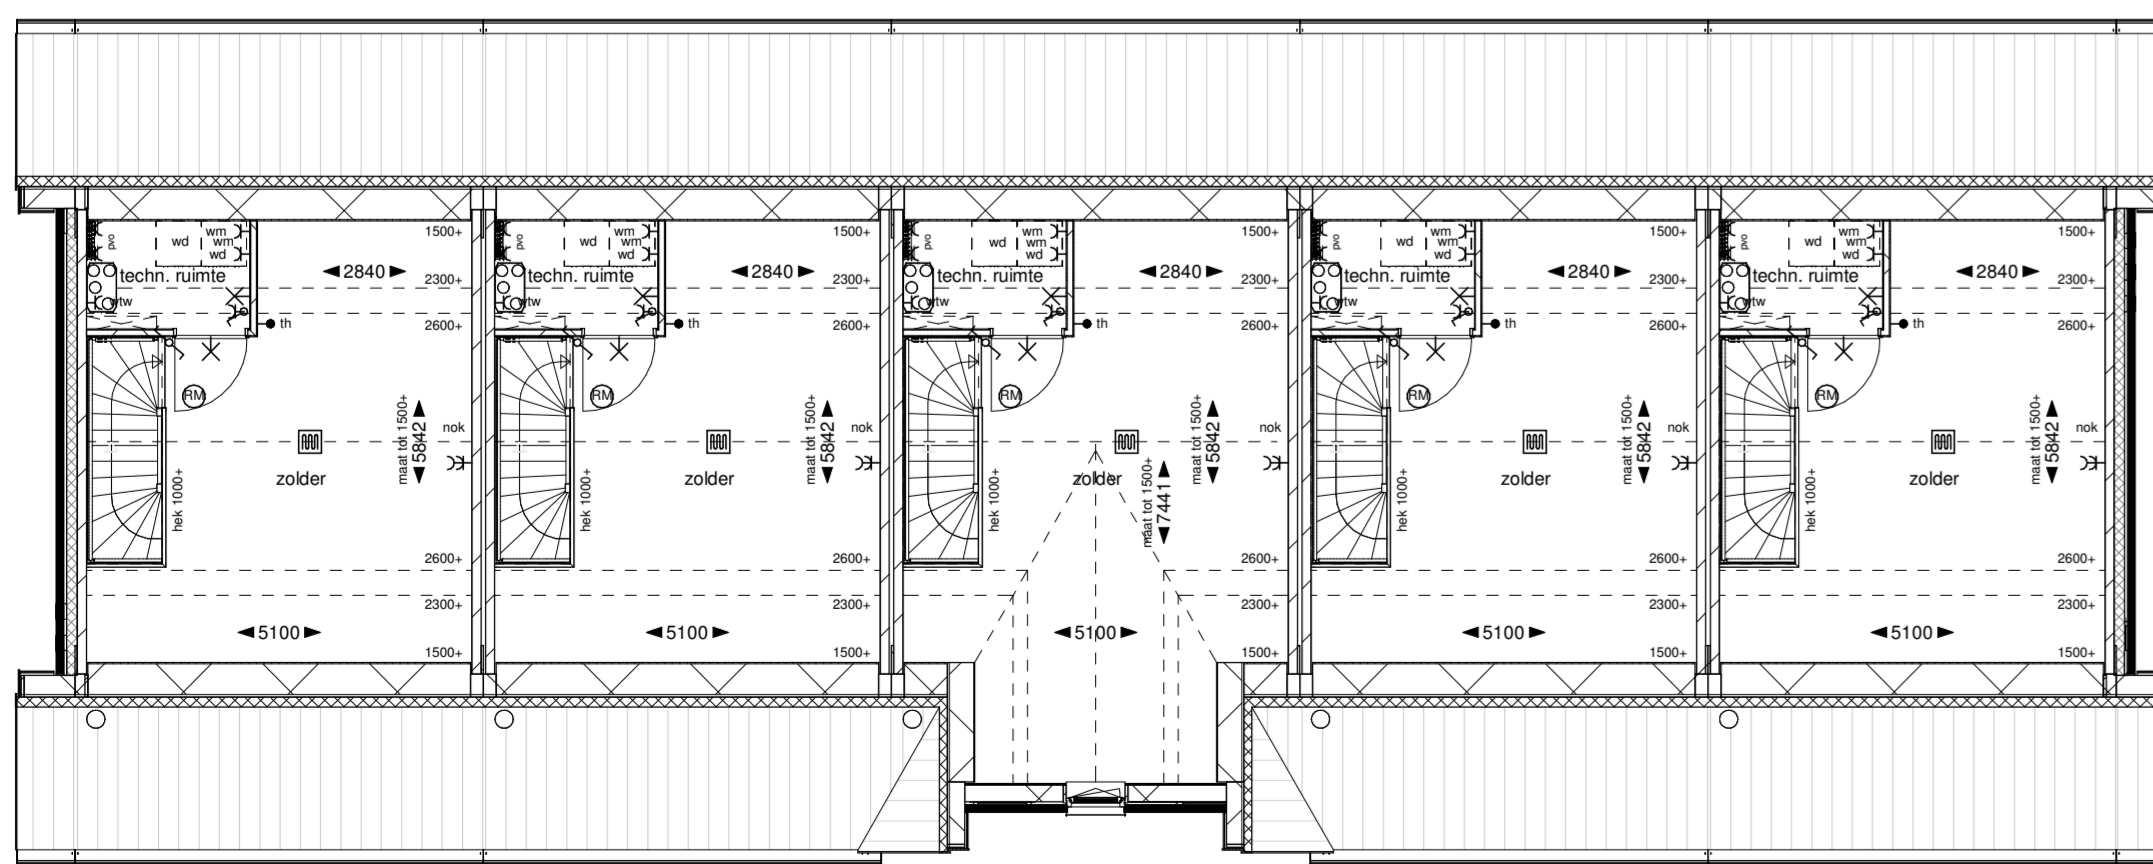 1500+ 1500+ 1500+ 1500+ 1500+
pvo wd wm wm wd pvo wd wm wm wd pvo wd wm wm wd pvo wd wm wm wd pvo wd wm wm wd
techn. ruimte 2840 2300+ techn. ruimte 2840 2300+ techn. ruimte 2840 2300+ techn. ruimte 2840 2300+ techn. ruimte 2840 2300+
wtw wtw wtw wtw wtw
th 2600+ th 2600+ th 2600+ th 2600+ th 2600+
RM RM RM RM RM
maat tot 1500+ maat tot 1500+ maat tot 1500+ maat tot 1500+ maat tot 1500+
5842 nok 5842 nok 5842 nok 5842 nok 5842 nok
zolder zolder zolder zolder zolder
hek 1000+ hek 1000+ hek 1000+ hek 1000+ hek 1000+
maat tot 1500+
7441
2600+ 2600+ 2600+ 2600+ 2600+
2300+ 2300+ 2300+ 2300+ 2300+
5100 5100 5100 5100 5100
1500+ 1500+ 1500+ 1500+ 1500+